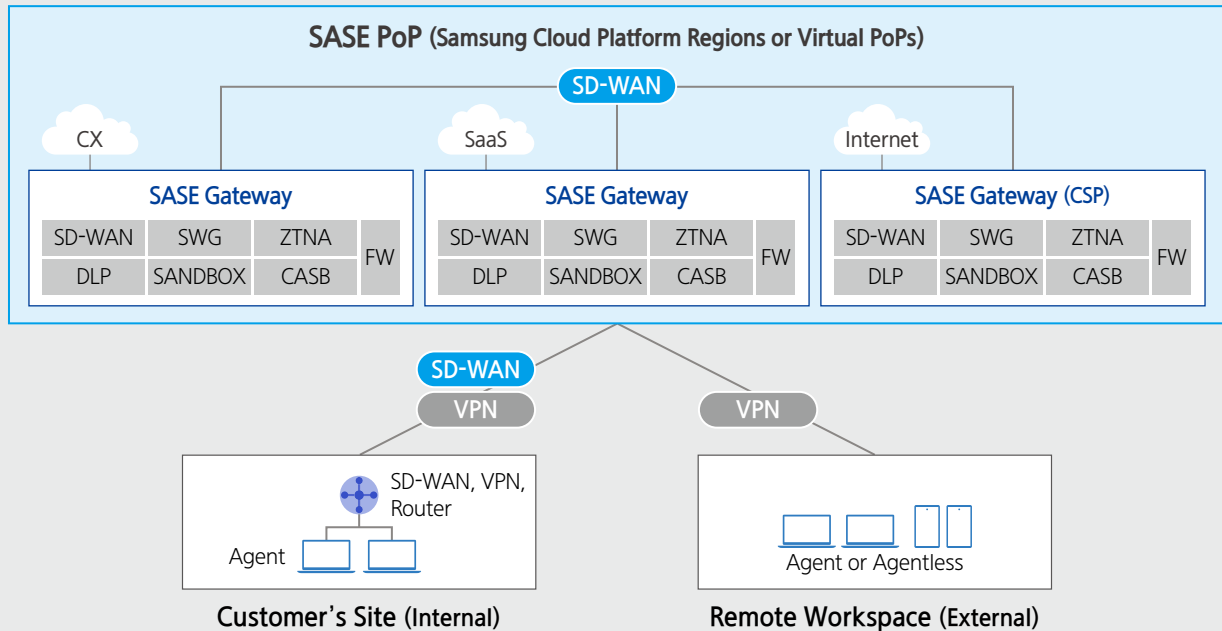 SASE PoP (Samsung Cloud Platform Regions or Virtual PoPs)
SD-WAN
CX
SaaS
Internet
SASE Gateway
SD-WAN SWG ZTNA FW
DLP SANDBOX CASB
SASE Gateway
SD-WAN SWG ZTNA FW
DLP SANDBOX CASB
SASE Gateway (CSP)
SD-WAN SWG ZTNA FW
DLP SANDBOX CASB
SD-WAN
VPN
VPN
SD-WAN, VPN,
Router
Agent
Agent or Agentless
Customer's Site (Internal)
Remote Workspace (External)